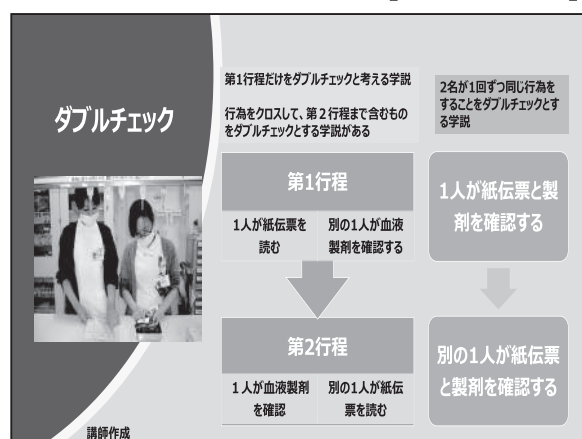 ダブルチェック
第1行程だけをダブルチェックと考える学説
行為をクロスして、第2行程まで含むもの
をダブルチェックとする学説がある
2名が1回ずつ同じ行為を
することをダブルチェックとす
る学説
第1行程
1人が紙伝票を
読む
別の1人が血液
製剤を確認する
第2行程
1人が血液製剤
を確認
別の1人が紙伝
票を読む
1人が紙伝票と製
剤を確認する
別の1人が紙伝票
と製剤を確認する
講師作成